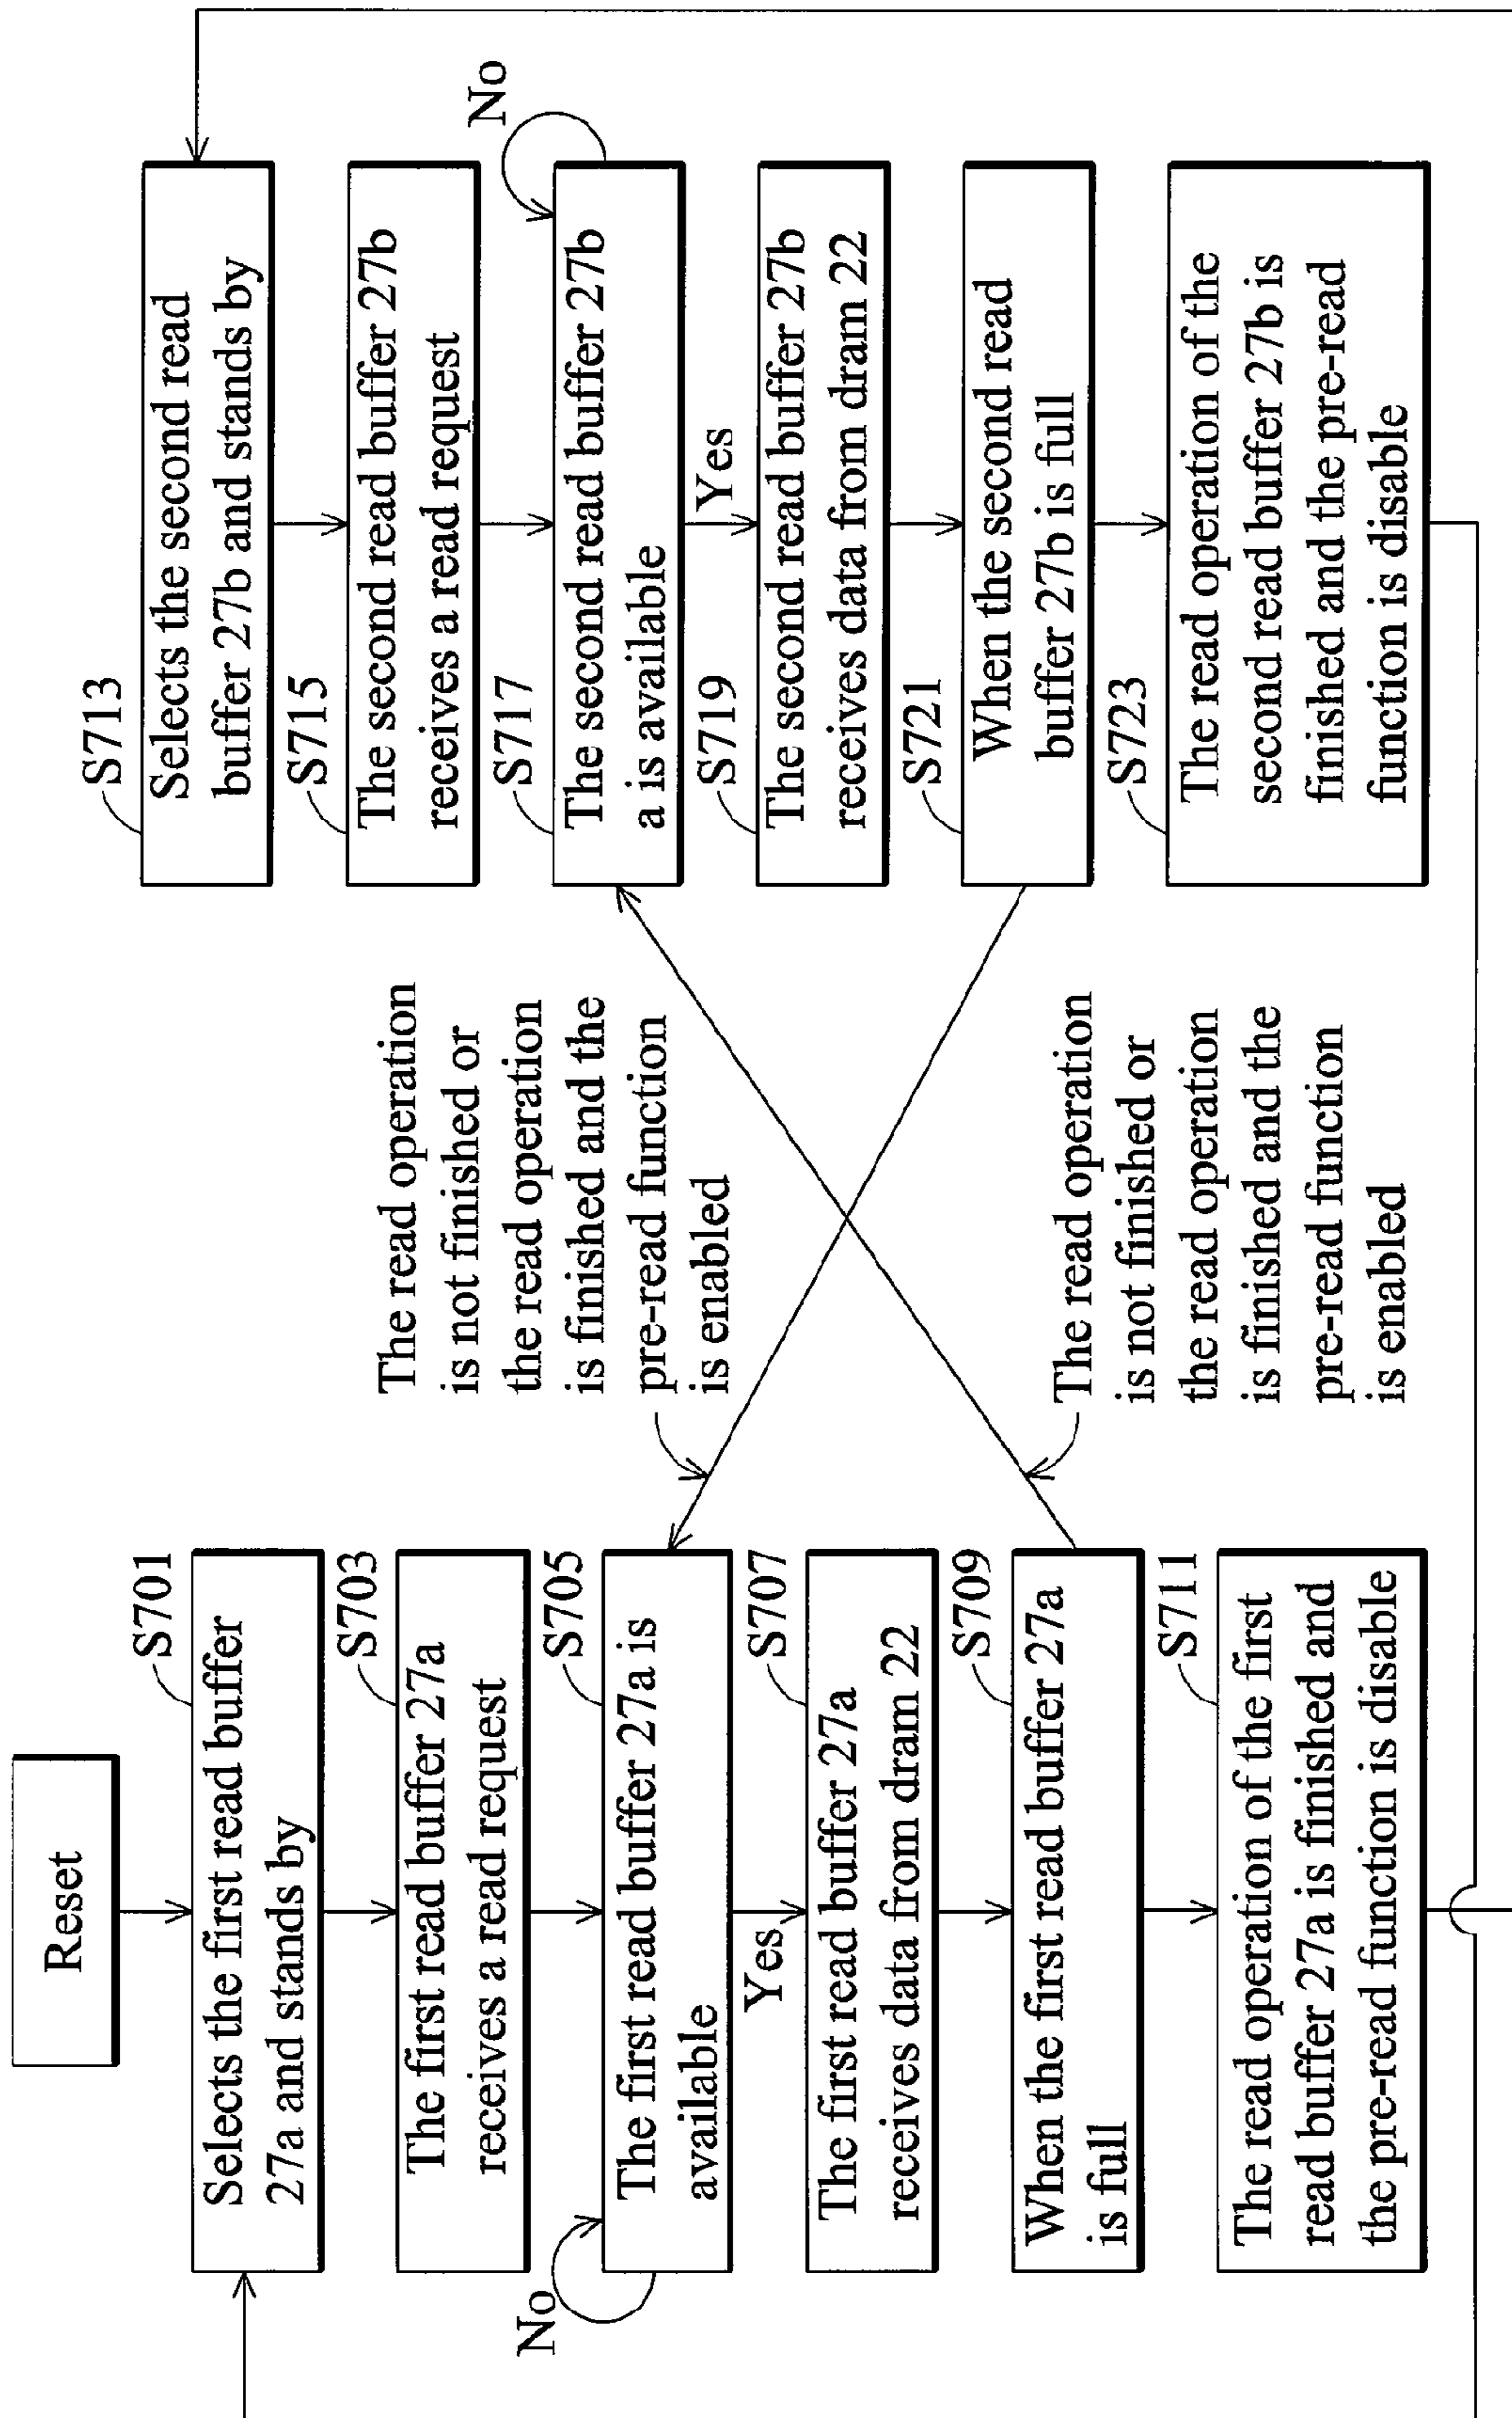 Reset
S701
Selects the first read buffer
27a and stands by
S703
The first read buffer 27a
receives a read request
S705
The first read buffer 27a is
available
No
Yes
S707
The first read buffer 27a
receives data from dram 22
S709
When the first read buffer 27a
is full
S711
The read operation of the first
read buffer 27a is finished and
the pre-read function is disable
The read operation
is not finished or
the read operation
is finished and the
pre-read function
is enabled
The read operation
is not finished or
the read operation
is finished and the
pre-read function
is enabled
S713
Selects the second read
buffer 27b and stands by
S715
The second read buffer 27b
receives a read request
S717
The second read buffer 27b
a is available
No
Yes
S719
The second read buffer 27b
receives data from dram 22
S721
When the second read
buffer 27b is full
S723
The read operation of the
second read buffer 27b is
finished and the pre-read
function is disable